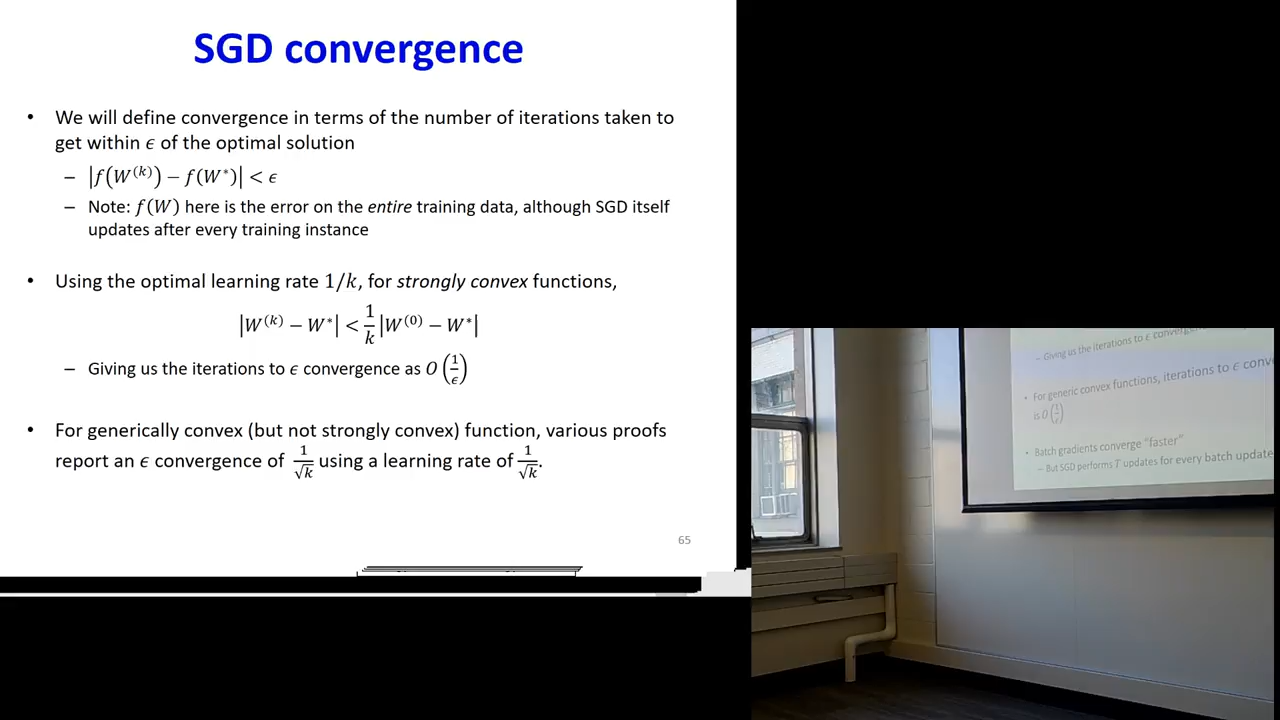 SGD convergence
• We will define convergence in terms of the number of iterations taken to
get within ϵ of the optimal solution
– |f(W^(k)) − f(W*)| < ϵ
– Note: f(W) here is the error on the entire training data, although SGD itself
updates after every training instance
• Using the optimal learning rate 1/k, for strongly convex functions,
|W^(k) − W*| < 1/k |W^(0) − W*|
– Giving us the iterations to ϵ convergence as O(1/ϵ)
• For generically convex (but not strongly convex) function, various proofs
report an ϵ convergence of 1/√k using a learning rate of 1/√k.
65
– Giving us the iterations to ϵ
• For generic convex functions, iterations to ϵ conv
• Batch gradients converge "faster"
– But SGD performs T updates for every batch update